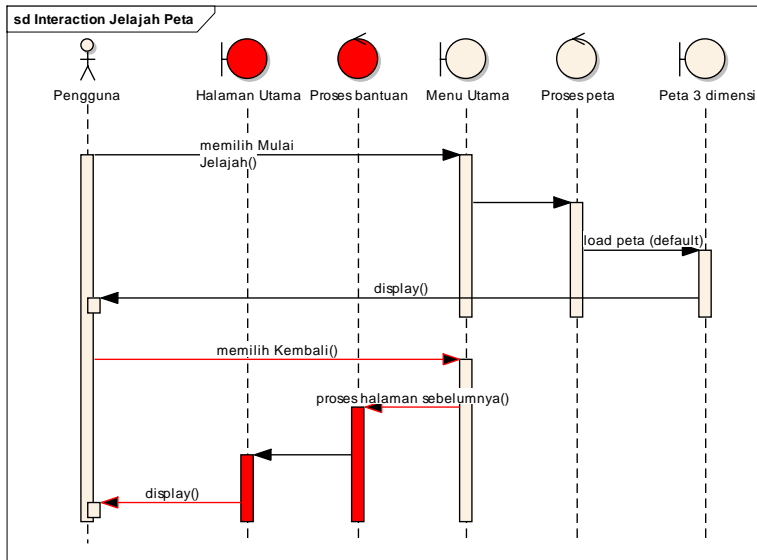 sd Interaction Jelajah Peta
Pengguna
Halaman Utama
Proses bantuan
Menu Utama
Proses peta
Peta 3 dimensi
memilih Mulai
Jelajah()
load peta (default)
display()
memilih Kembali()
proses halaman sebelumnya()
display()